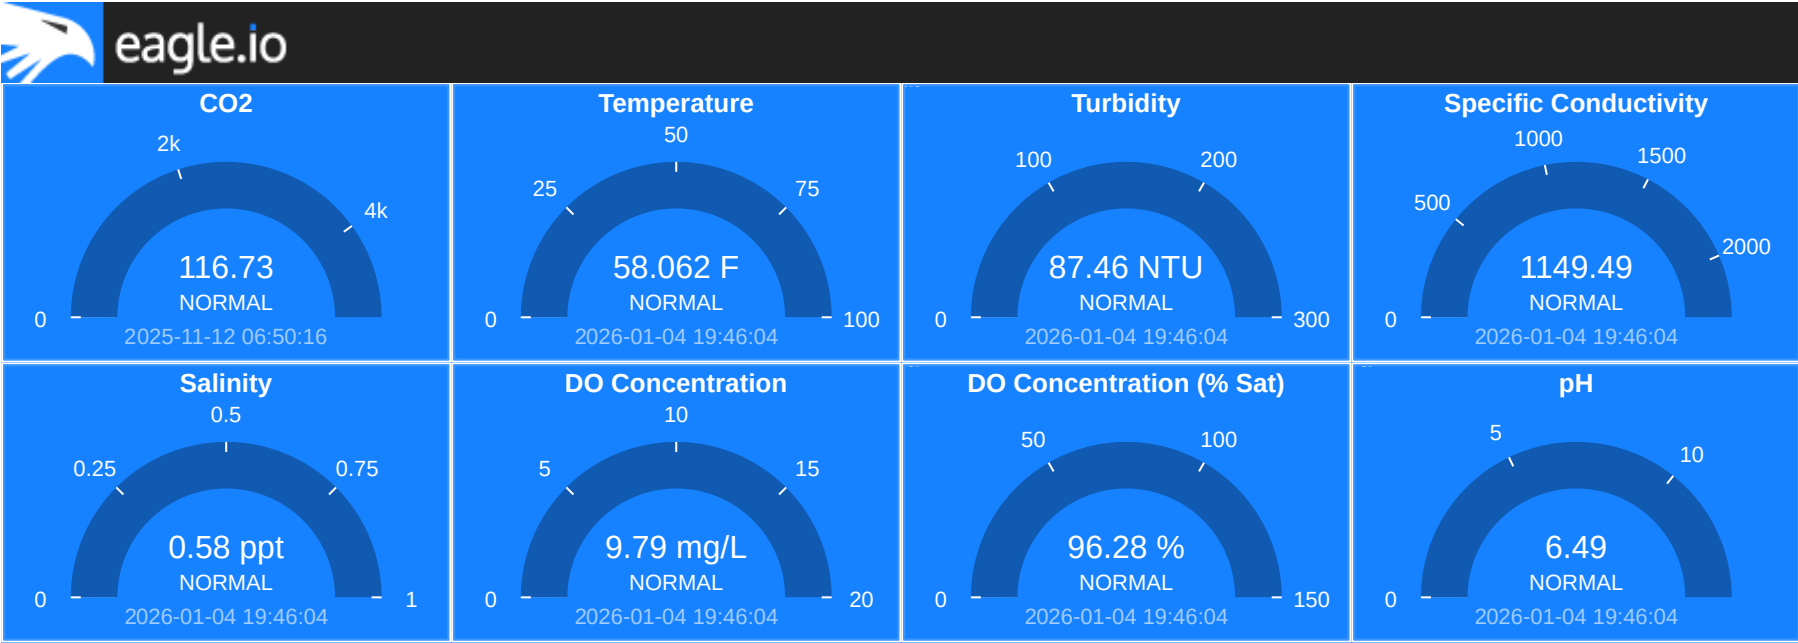 eagle.io
CO2
2k
4k
0
116.73
NORMAL
2025-11-12 06:50:16
Temperature
50
25
75
0
100
58.062 F
NORMAL
2026-01-04 19:46:04
Turbidity
100
200
0
300
87.46 NTU
NORMAL
2026-01-04 19:46:04
Specific Conductivity
1000
1500
500
2000
0
1149.49
NORMAL
2026-01-04 19:46:04
Salinity
0.5
0.25
0.75
0
1
0.58 ppt
NORMAL
2026-01-04 19:46:04
DO Concentration
10
5
15
0
20
9.79 mg/L
NORMAL
2026-01-04 19:46:04
DO Concentration (% Sat)
50
100
0
150
96.28 %
NORMAL
2026-01-04 19:46:04
pH
5
10
0
6.49
NORMAL
2026-01-04 19:46:04